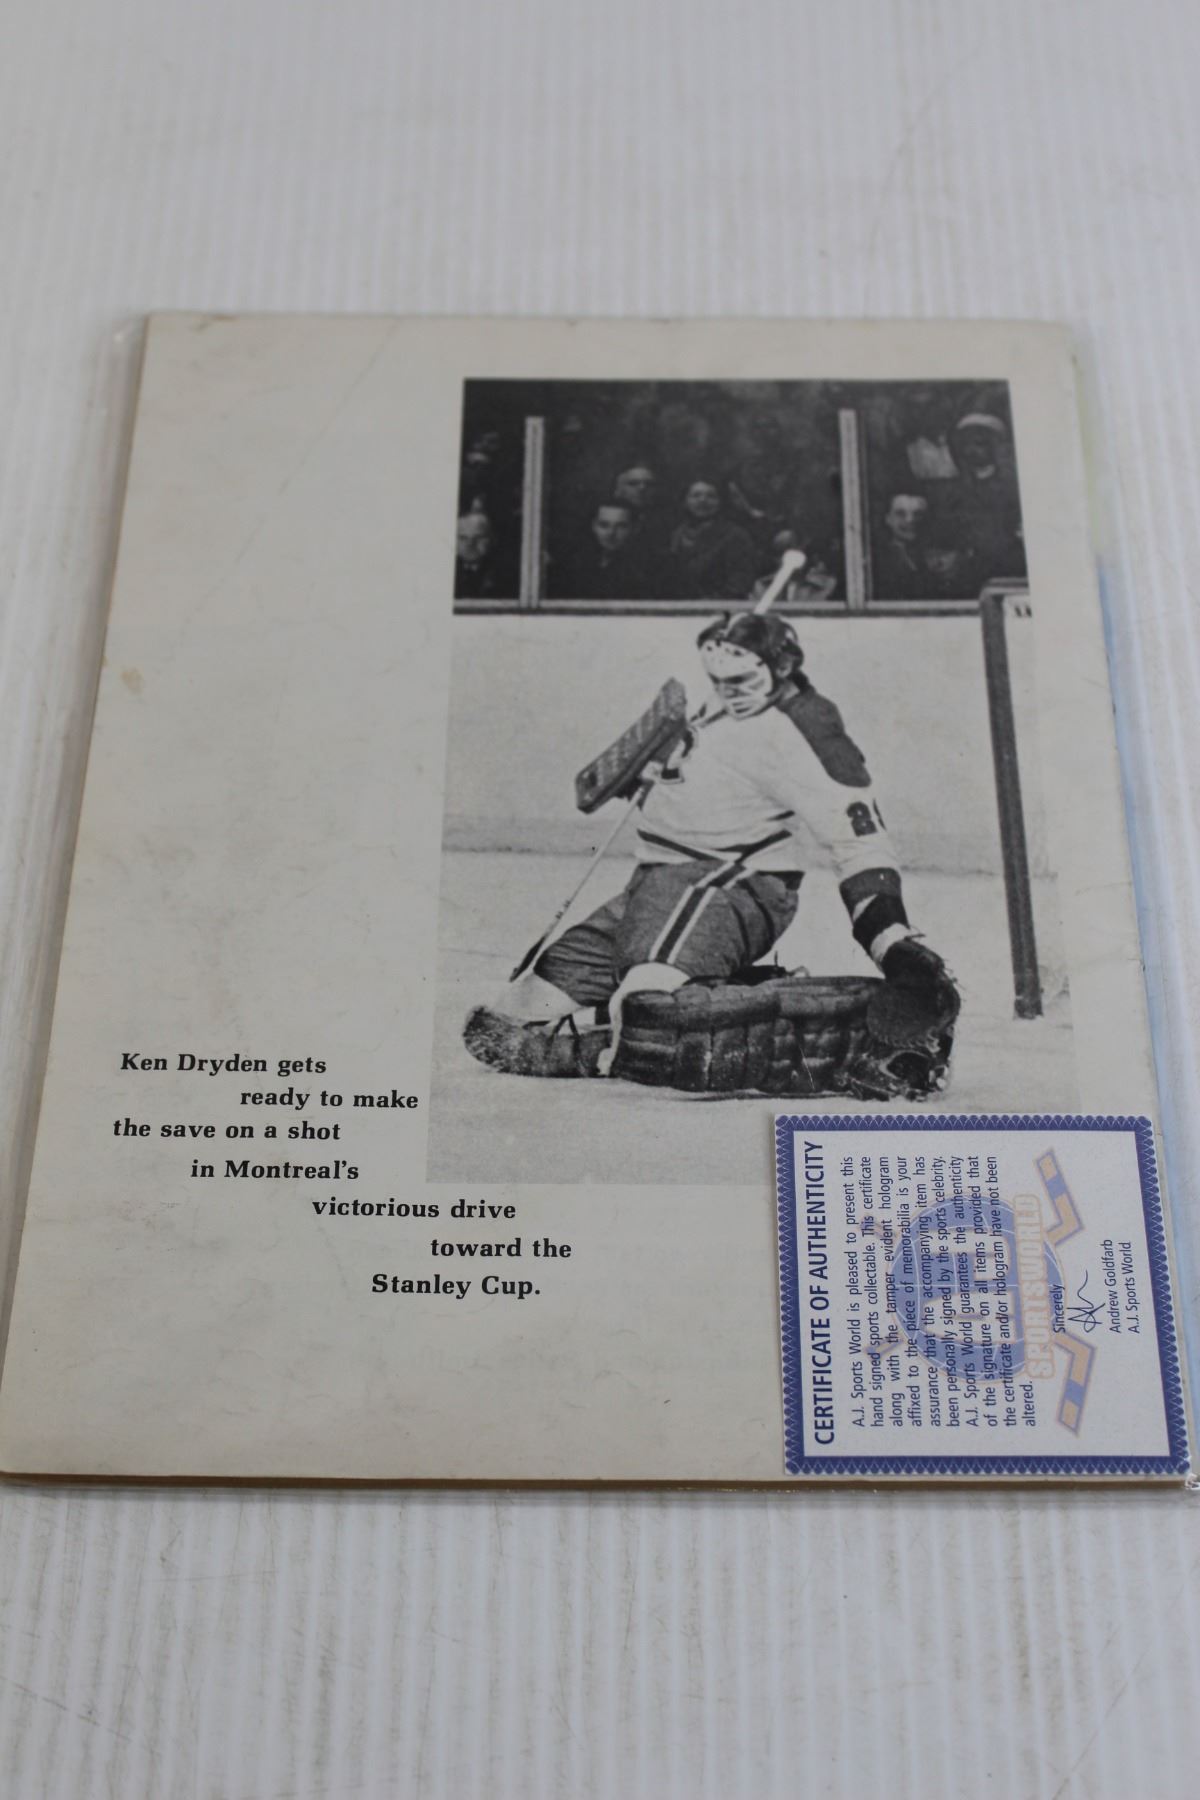 Ken Dryden gets
ready to make
the save on a shot
in Montreal's
victorious drive
toward the
Stanley Cup.
CERTIFICATE OF AUTHENTICITY
A.J. Sports World is pleased to present this
hand signed sports collectable. This certificate
along with the tamper evident hologram
affixed to the piece of memorabilia is your
assurance that the accompanying item has
been personally signed by the sports celebrity.
A.J. Sports World guarantees the authenticity
of the signature on all items provided that
the certificate and/or hologram have not been
altered.
Sincerely
Andrew Goldfarb
A.J. Sports World
SPORTSWORLD